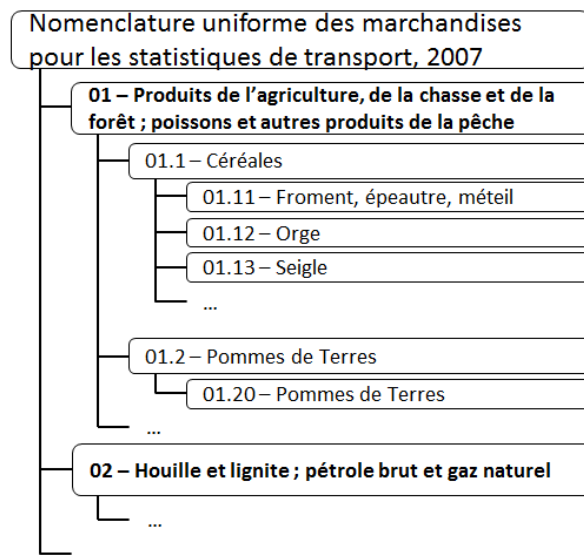 Nomenclature uniforme des marchandises
pour les statistiques de transport, 2007
01 – Produits de l’agriculture, de la chasse et de la
forêt ; poissons et autres produits de la pêche
01.1 – Céréales
01.11 – Froment, épeautre, méteil
01.12 – Orge
01.13 – Seigle
...
01.2 – Pommes de Terres
01.20 – Pommes de Terres
...
02 – Houille et lignite ; pétrole brut et gaz naturel
...